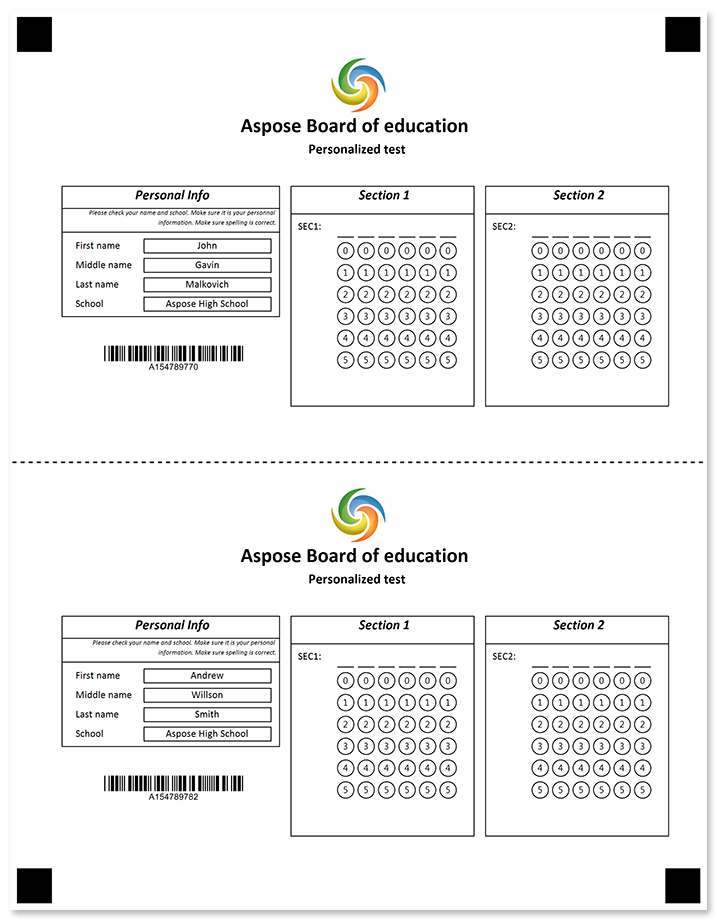 Aspose Board of education
Personalized test
Personal Info
Please check your name and school. Make sure it is your personnal
information. Make sure spelling is correct.
First name John
Middle name Gavin
Last name Malkovich
School Aspose High School
A154789770
Section 1
SEC1:
0 0 0 0 0 0
1 1 1 1 1 1
2 2 2 2 2 2
3 3 3 3 3 3
4 4 4 4 4 4
5 5 5 5 5 5
Section 2
SEC2:
0 0 0 0 0 0
1 1 1 1 1 1
2 2 2 2 2 2
3 3 3 3 3 3
4 4 4 4 4 4
5 5 5 5 5 5
Aspose Board of education
Personalized test
Personal Info
Please check your name and school. Make sure it is your personal
information. Make sure spelling is correct.
First name Andrew
Middle name Willson
Last name Smith
School Aspose High School
A154789782
Section 1
SEC1:
0 0 0 0 0 0
1 1 1 1 1 1
2 2 2 2 2 2
3 3 3 3 3 3
4 4 4 4 4 4
5 5 5 5 5 5
Section 2
SEC2:
0 0 0 0 0 0
1 1 1 1 1 1
2 2 2 2 2 2
3 3 3 3 3 3
4 4 4 4 4 4
5 5 5 5 5 5